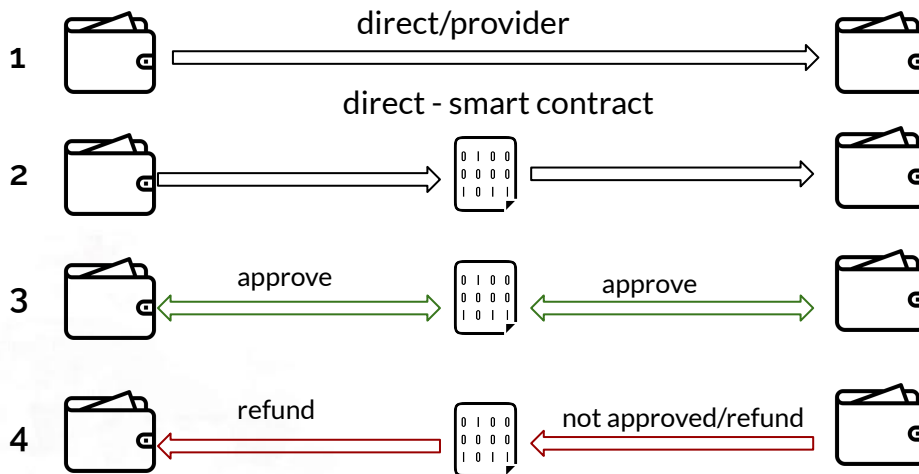 direct/provider
1
direct - smart contract
2
0 1 0 0
0 0 0 0
1 0 1 1
approve
approve
3
0 1 0 0
0 0 0 1
1 0 1 1
refund
not approved/refund
4
0 1 0 0
0 0 0 1
1 0 1 1